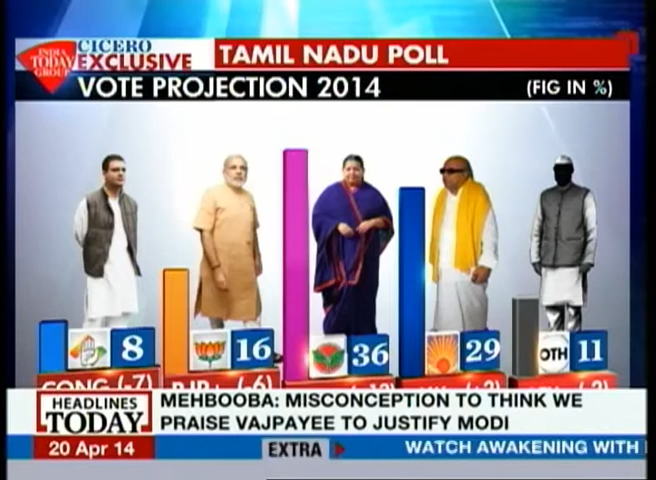 INDIA
TODAY
GROUP
CICERO
EXCLUSIVE
TAMIL NADU POLL
VOTE PROJECTION 2014
(FIG IN %)
8
16
36
29
OTH
11
CONG (-7)
HEADLINES
TODAY
MEHBOOBA: MISCONCEPTION TO THINK WE
PRAISE VAJPAYEE TO JUSTIFY MODI
20 Apr 14
EXTRA
WATCH AWAKENING WITH